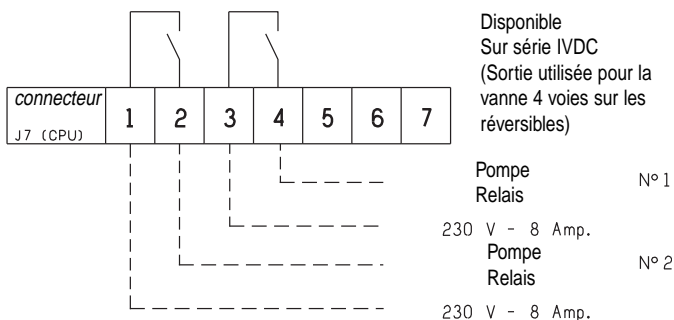 Disponible
Sur série IVDC
(Sortie utilisée pour la
vanne 4 voies sur les
réversibles)
connecteur
J7 (CPU)
1 2 3 4 5 6 7
Pompe
Relais
N° 1
230 V - 8 Amp.
Pompe
Relais
N° 2
230 V - 8 Amp.